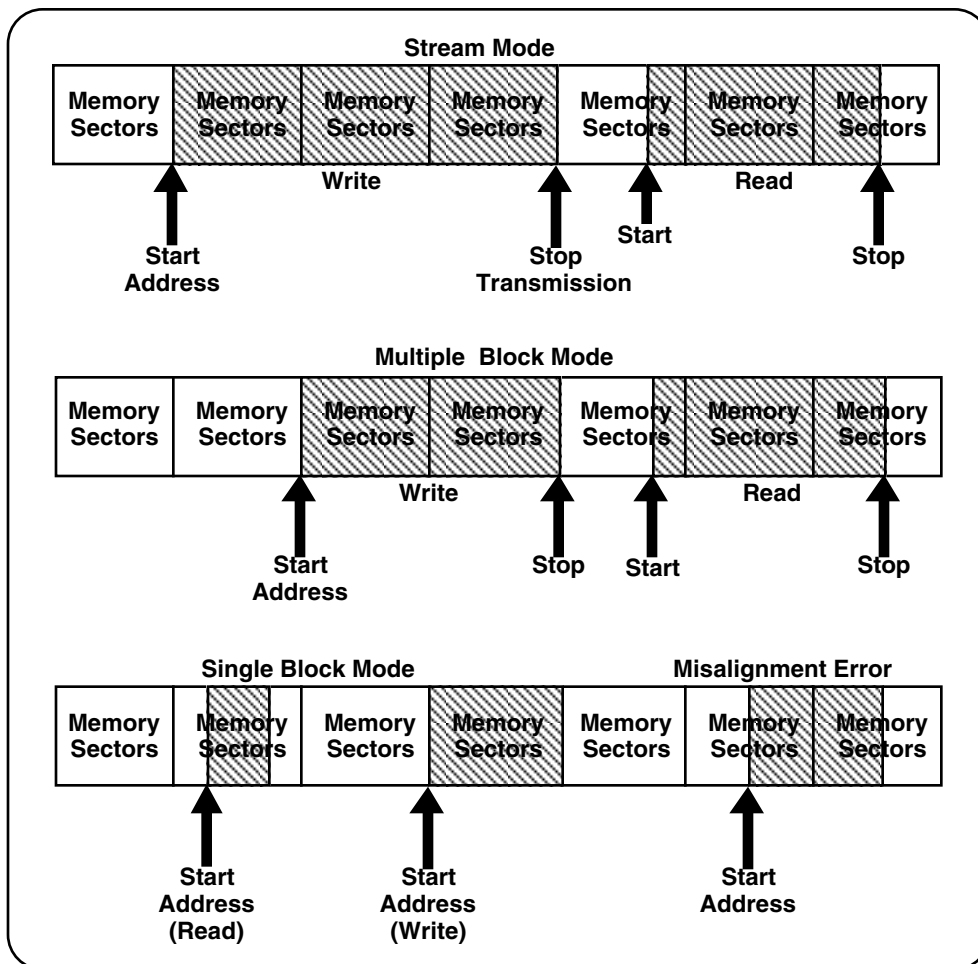 Stream Mode
Memory Memory Memory Memory Memory Memory Memory
Sectors Sectors Sectors Sectors Sectors Sectors Sectors
Write Read
Start Address
Stop Transmission
Start
Stop
Multiple Block Mode
Memory Memory Memory Memory Memory Memory Memory
Sectors Sectors Sectors Sectors Sectors Sectors Sectors
Write Read
Start Address
Stop
Start
Stop
Single Block Mode Misalignment Error
Memory Memory Memory Memory Memory Memory Memory
Sectors Sectors Sectors Sectors Sectors Sectors Sectors
Start Start Start
Address Address Address
(Read) (Write)